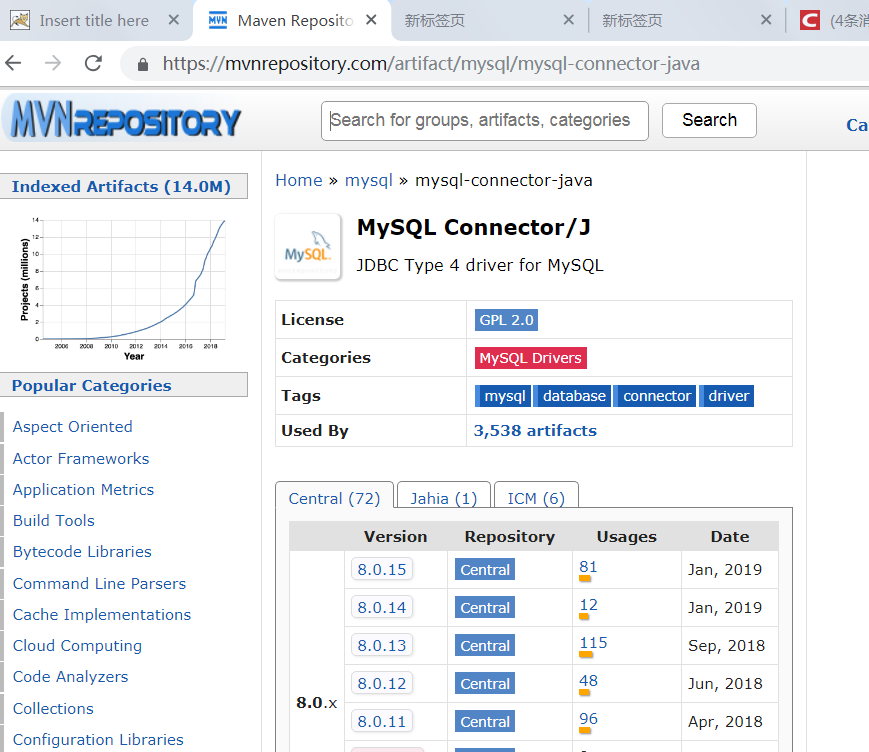 Insert title here
Maven Reposito
新标签页
新标签页
(4条消
https://mvnrepository.com/artifact/mysql/mysql-connector-java
MVNREPOSITORY
Search for groups, artifacts, categories
Search
Ca
Indexed Artifacts (14.0M)
Projects (millions)
14
12
10
8
6
4
2
0
2006 2008 2010 2012 2014 2016 2018
Year
Popular Categories
Aspect Oriented
Actor Frameworks
Application Metrics
Build Tools
Bytecode Libraries
Command Line Parsers
Cache Implementations
Cloud Computing
Code Analyzers
Collections
Configuration Libraries
Home » mysql » mysql-connector-java
MySQL
MySQL Connector/J
JDBC Type 4 driver for MySQL
License GPL 2.0
Categories MySQL Drivers
Tags mysql database connector driver
Used By 3,538 artifacts
Central (72) Jahia (1) ICM (6)
Version Repository Usages Date
8.0.x
8.0.15 Central 81 Jan, 2019
8.0.14 Central 12 Jan, 2019
8.0.13 Central 115 Sep, 2018
8.0.12 Central 48 Jun, 2018
8.0.11 Central 96 Apr, 2018